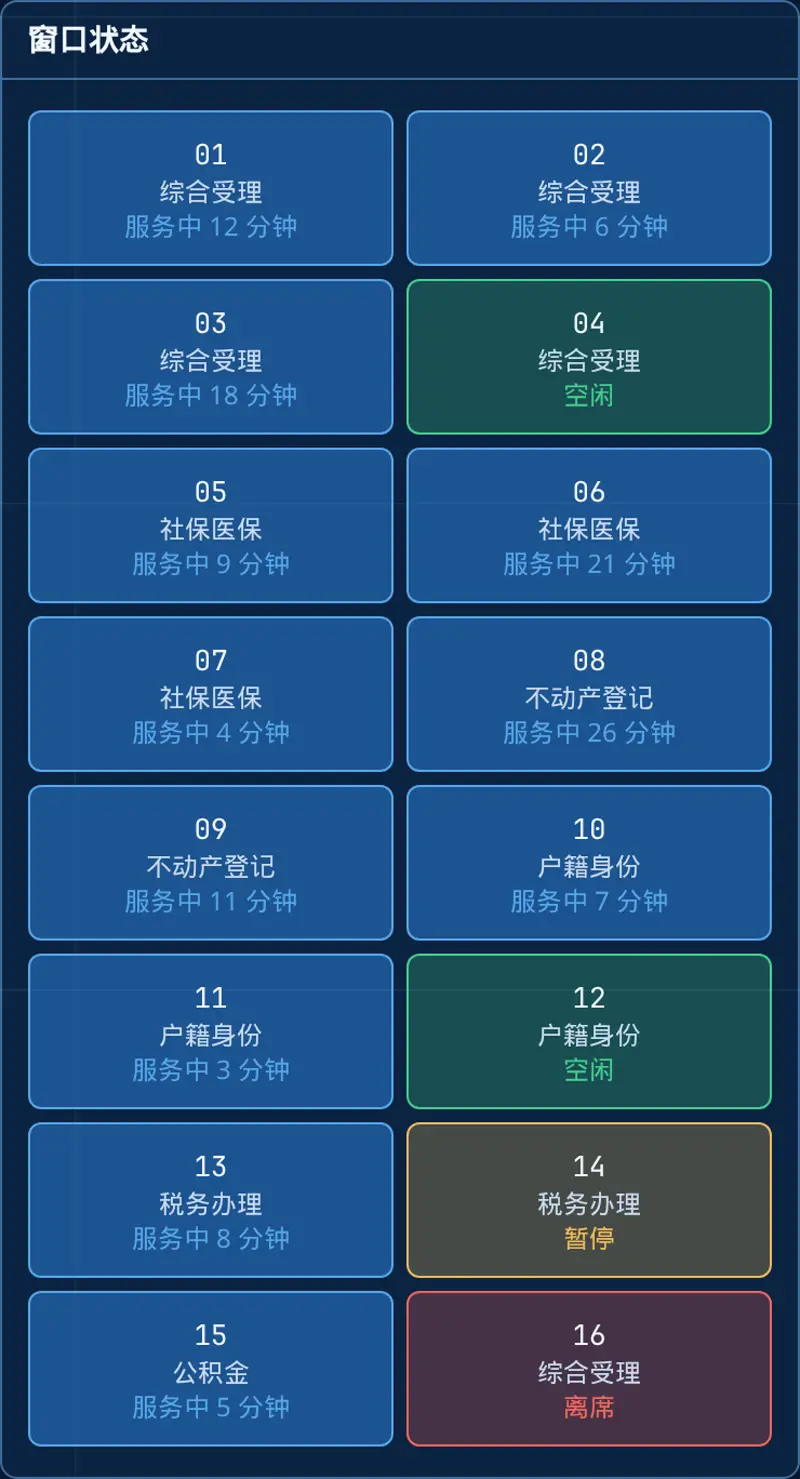 窗口状态
01
综合受理
服务中 12 分钟
02
综合受理
服务中 6 分钟
03
综合受理
服务中 18 分钟
04
综合受理
空闲
05
社保医保
服务中 9 分钟
06
社保医保
服务中 21 分钟
07
社保医保
服务中 4 分钟
08
不动产登记
服务中 26 分钟
09
不动产登记
服务中 11 分钟
10
户籍身份
服务中 7 分钟
11
户籍身份
服务中 3 分钟
12
户籍身份
空闲
13
税务办理
服务中 8 分钟
14
税务办理
暂停
15
公积金
服务中 5 分钟
16
综合受理
离席